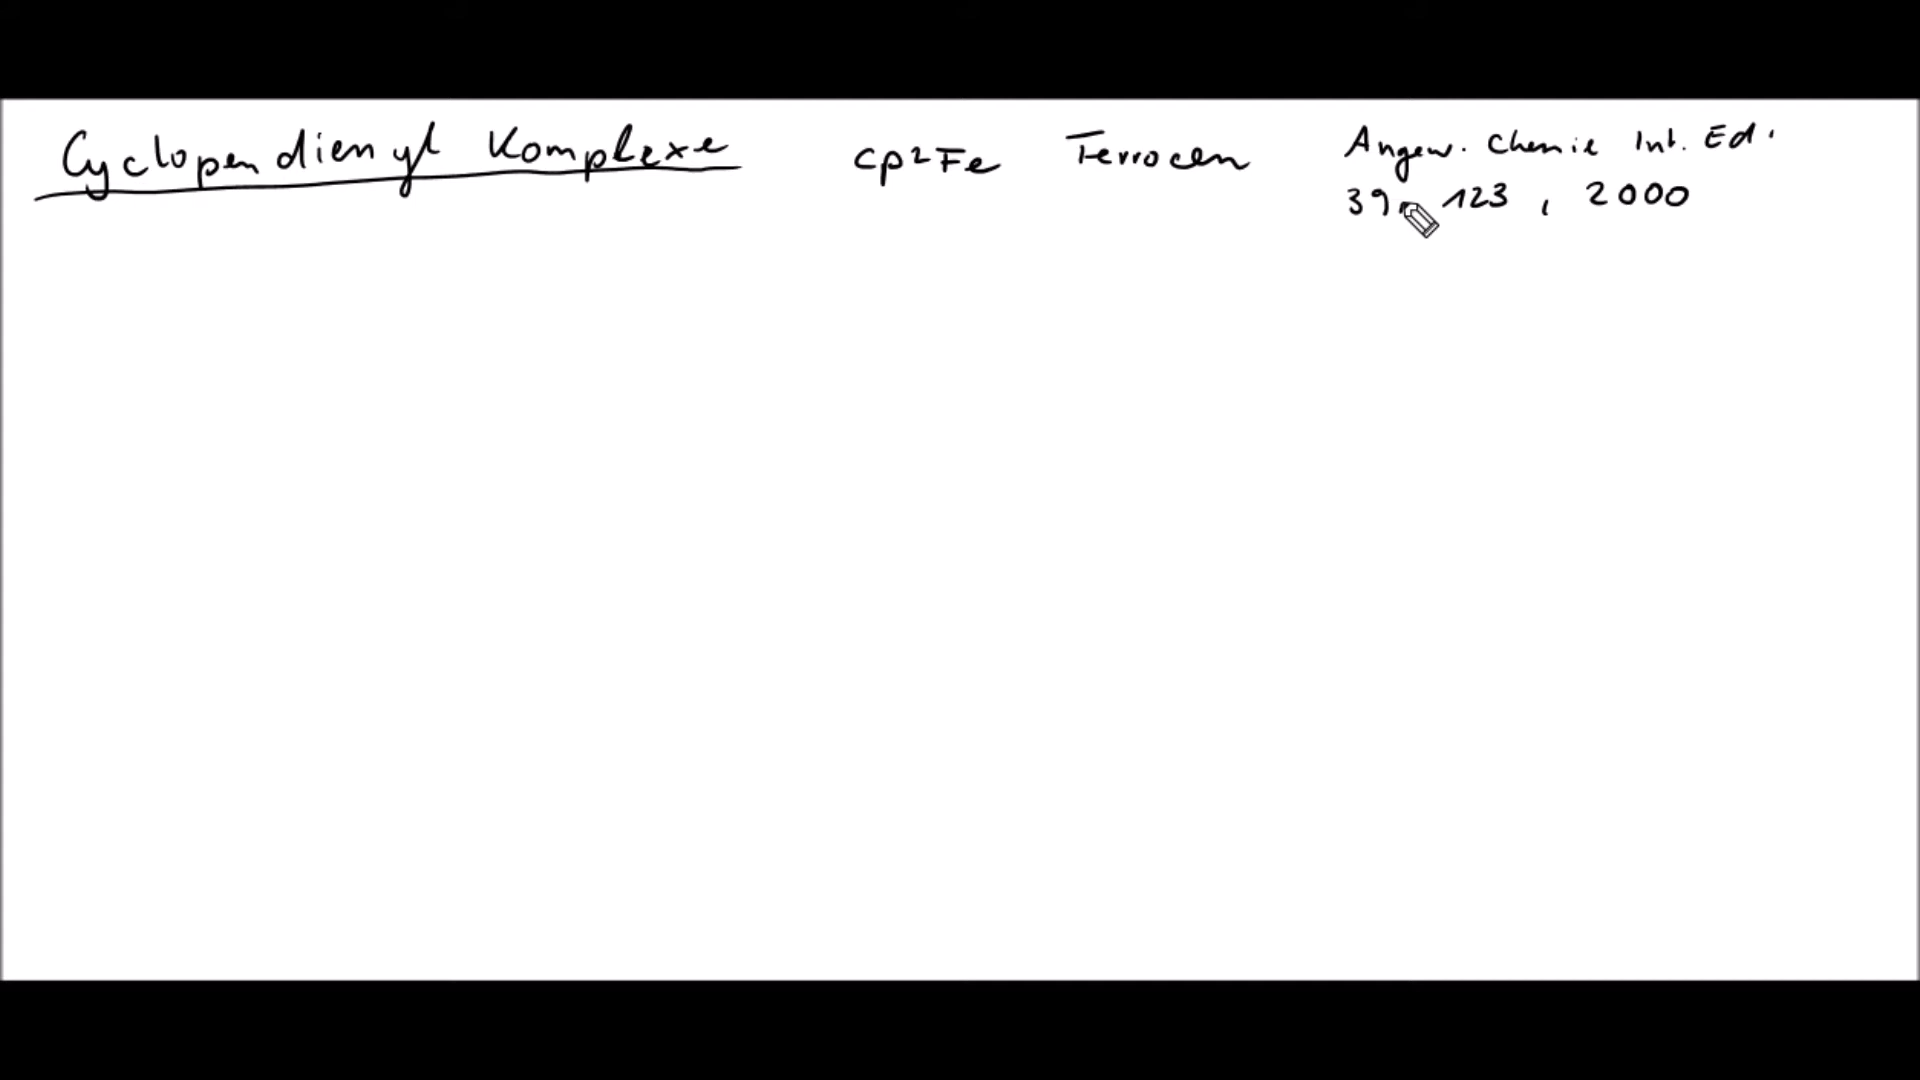 Cyclopendienyl Komplexe
Cp2Fe Ferrocen
Angew. Chemie Int. Ed.
39, 123, 2000